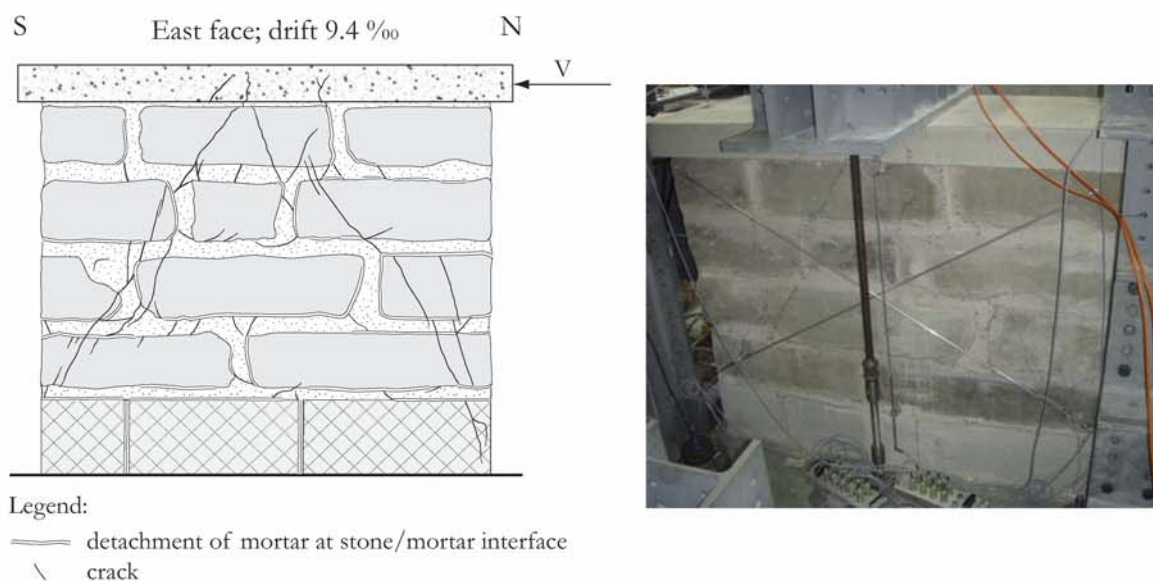 S East face; drift 9.4 ‰ N
V
Legend:
detachment of mortar at stone/mortar interface
crack